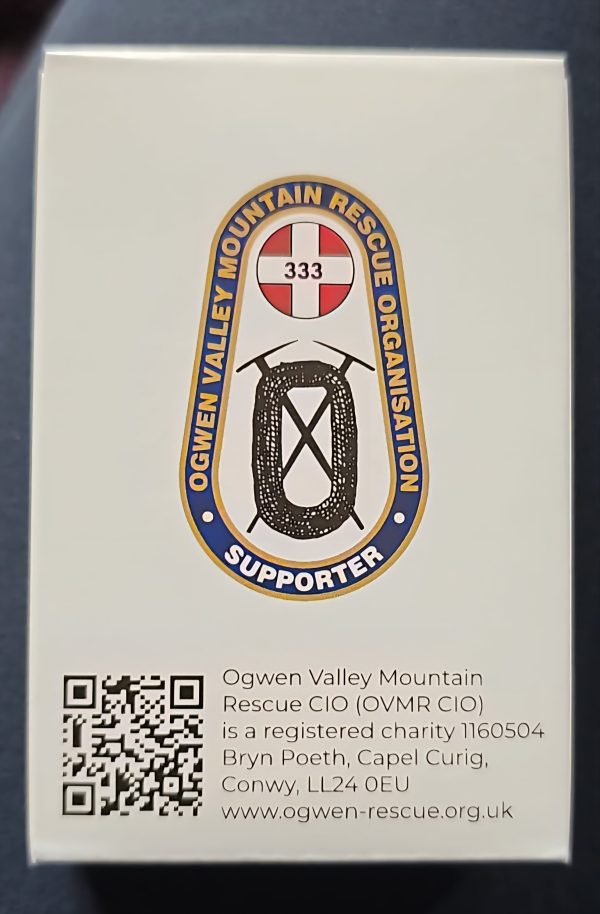 OGWEN VALLEY MOUNTAIN RESCUE ORGANISATION
333
SUPPORTER
Ogwen Valley Mountain
Rescue CIO (OVMR CIO)
is a registered charity 1160504
Bryn Poeth, Capel Curig,
Conwy, LL24 0EU
www.ogwen-rescue.org.uk